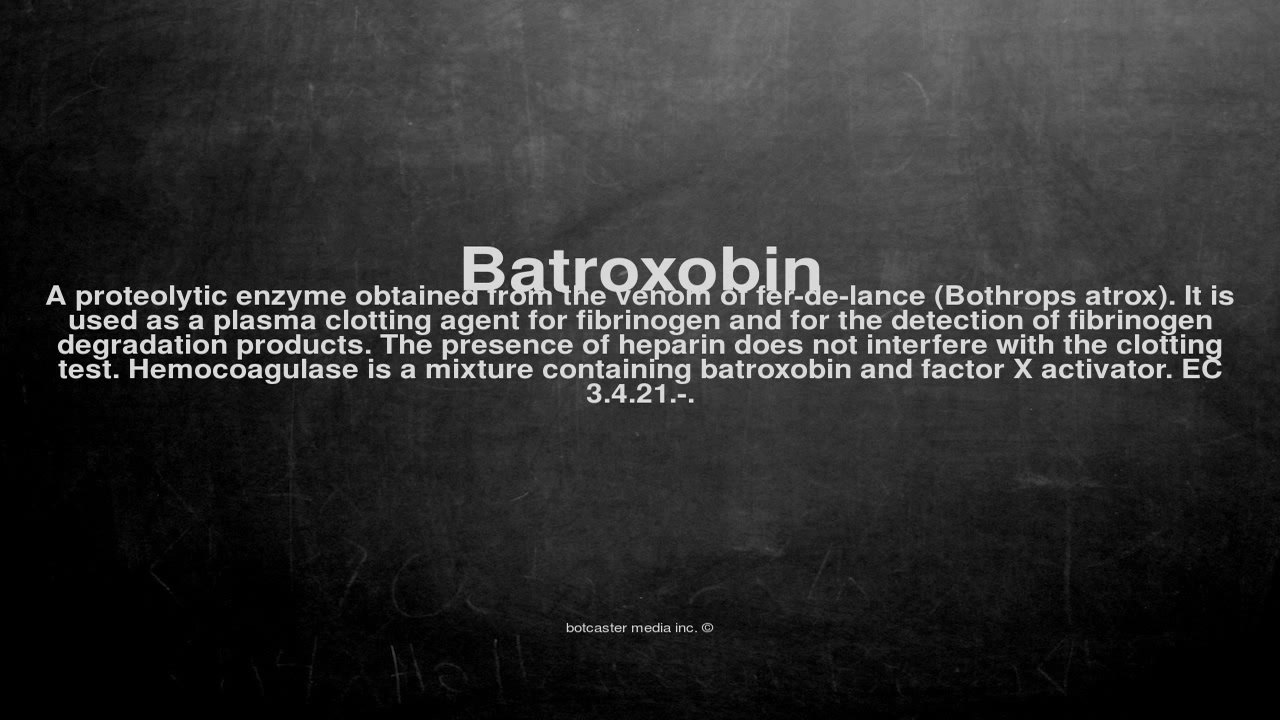 Batroxobin
A proteolytic enzyme obtained from the venom of fer-de-lance (Bothrops atrox). It is
used as a plasma clotting agent for fibrinogen and for the detection of fibrinogen
degradation products. The presence of heparin does not interfere with the clotting
test. Hemocoagulase is a mixture containing batroxobin and factor X activator. EC
3.4.21.-.
botcaster media inc. ©